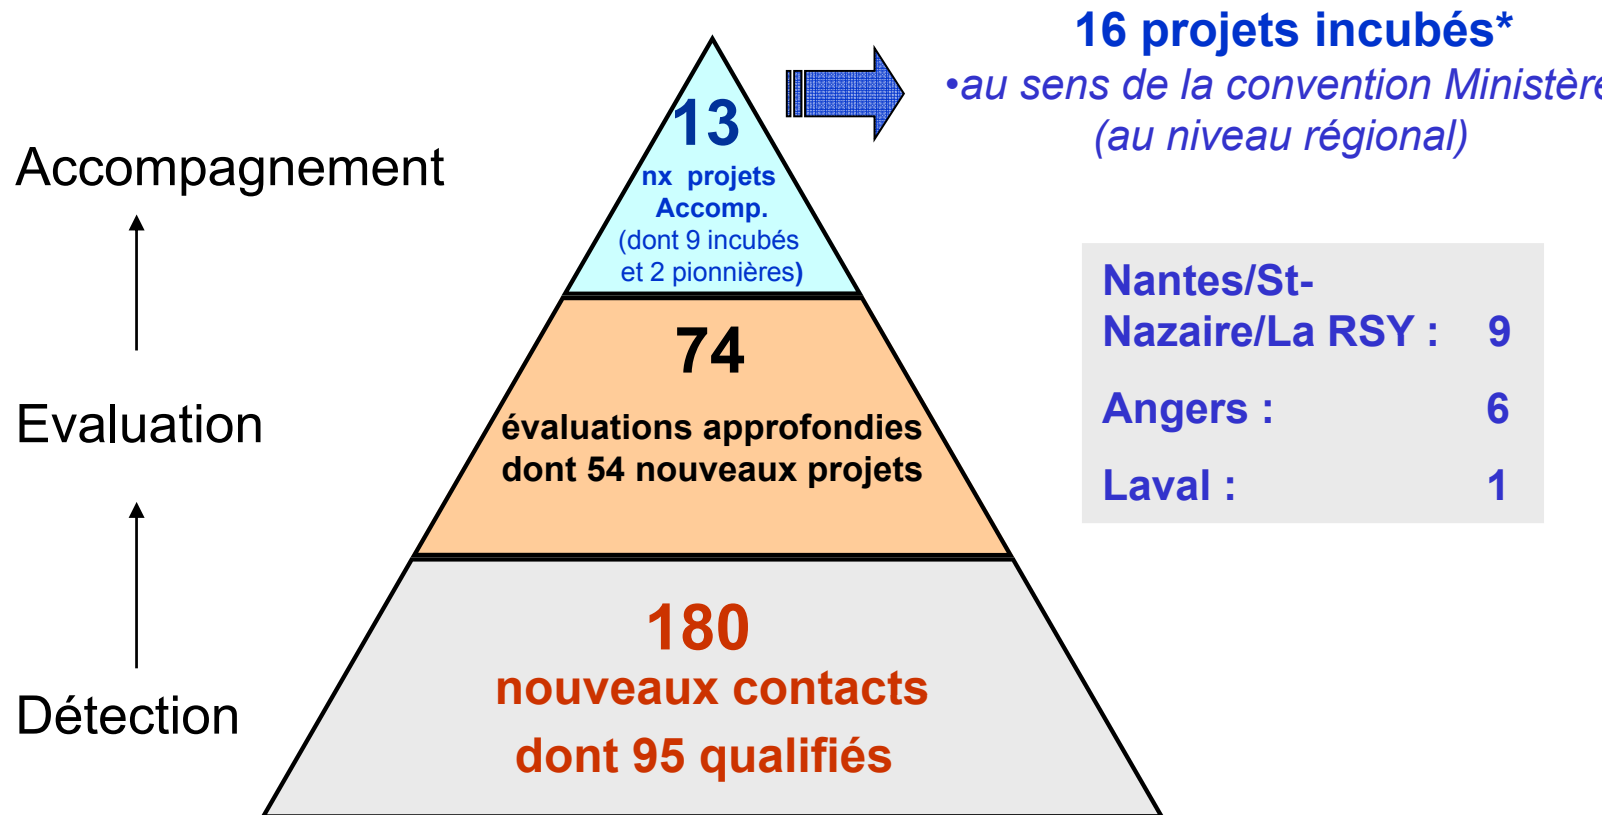 16 projets incubés*
•au sens de la convention Ministère
(au niveau régional)
13
nx projets
Accomp.
(dont 9 incubés
et 2 pionnières)
Accompagnement
74
évaluations approfondies
dont 54 nouveaux projets
Evaluation
180
nouveaux contacts
dont 95 qualifiés
Détection
Nantes/St-
Nazaire/La RSY : 9
Angers : 6
Laval : 1